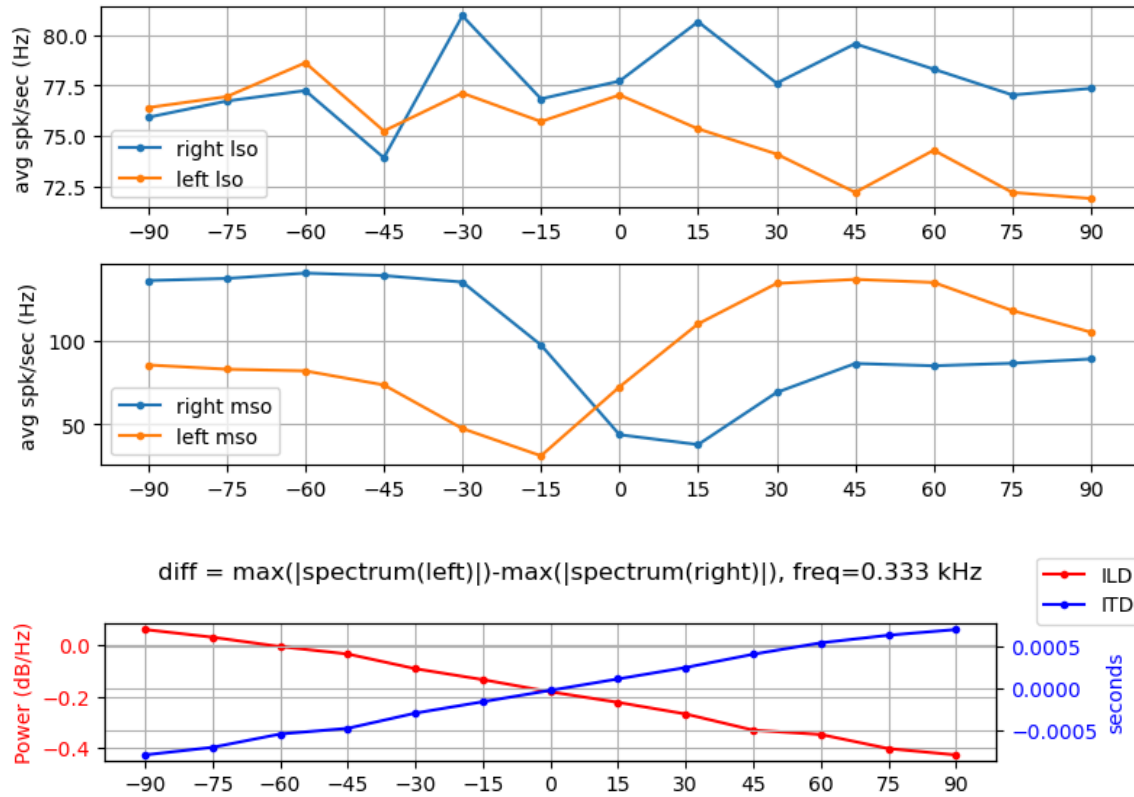 avg spk/sec (Hz)
80.0
77.5
75.0
72.5
right lso
left lso
−90 −75 −60 −45 −30 −15 0 15 30 45 60 75 90
avg spk/sec (Hz)
100
50
right mso
left mso
−90 −75 −60 −45 −30 −15 0 15 30 45 60 75 90
diff = max(|spectrum(left)|)-max(|spectrum(right)|), freq=0.333 kHz
ILD
ITD
Power (dB/Hz)
0.0
−0.2
−0.4
0.0005
0.0000
−0.0005
seconds
−90 −75 −60 −45 −30 −15 0 15 30 45 60 75 90